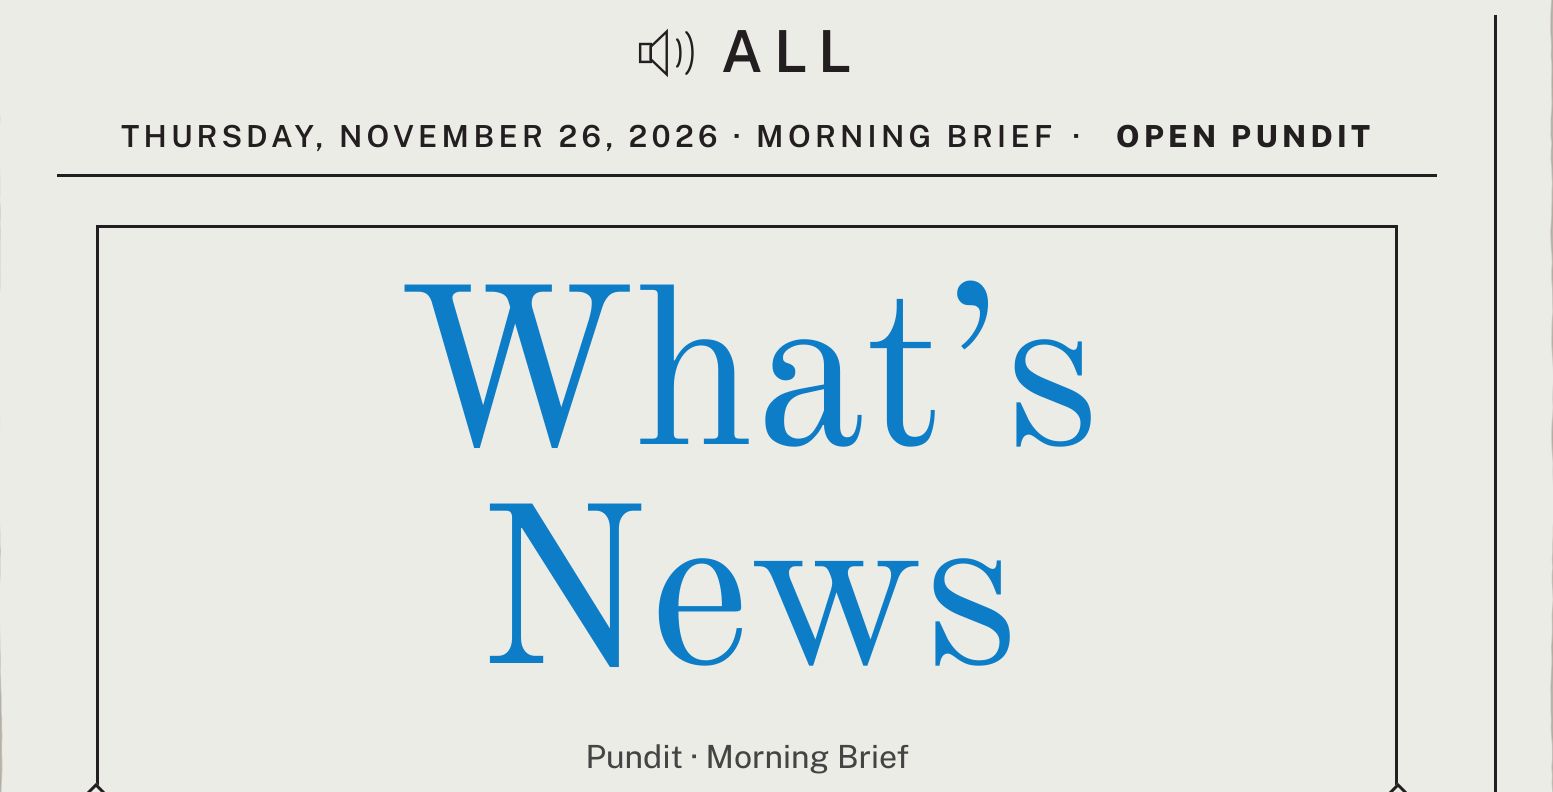 ALL
THURSDAY, NOVEMBER 26, 2026 · MORNING BRIEF · OPEN PUNDIT
What’s
News
Pundit · Morning Brief